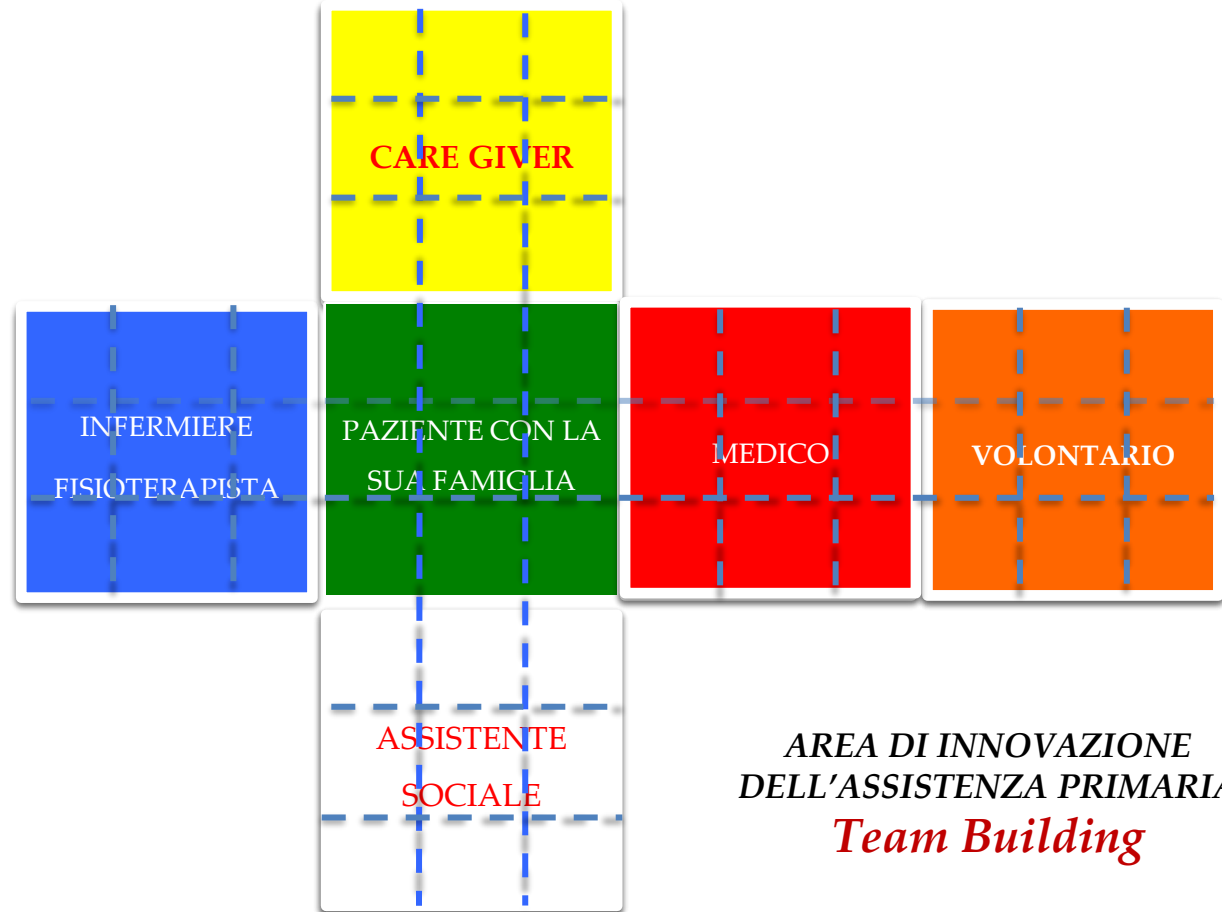 CARE GIVER
INFERMIERE
FISIOTERAPISTA
PAZIENTE CON LA
SUA FAMIGLIA
MEDICO
VOLONTARIO
ASSISTENTE
SOCIALE
AREA DI INNOVAZIONE
DELL’ASSISTENZA PRIMARIA
Team Building